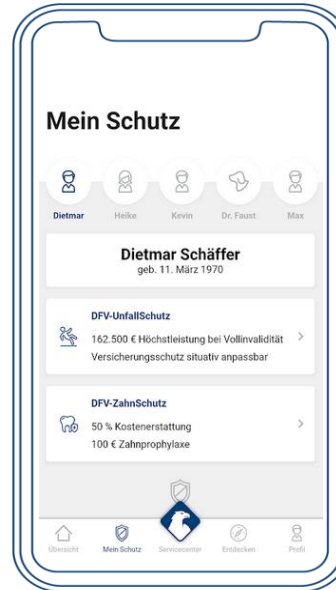 Mein Schutz
Dietmar Heike Kevin Dr. Faust Max
Dietmar Schäffer
geb. 11. März 1970
DFV-UnfallSchutz
162.500 € Höchstleistung bei Vollinvalidität
Versicherungsschutz situativ anpassbar
DFV-ZahnSchutz
50 % Kostenerstattung
100 € Zahnprophylaxe
Übersicht Mein Schutz Servicecenter Entdecken Profil